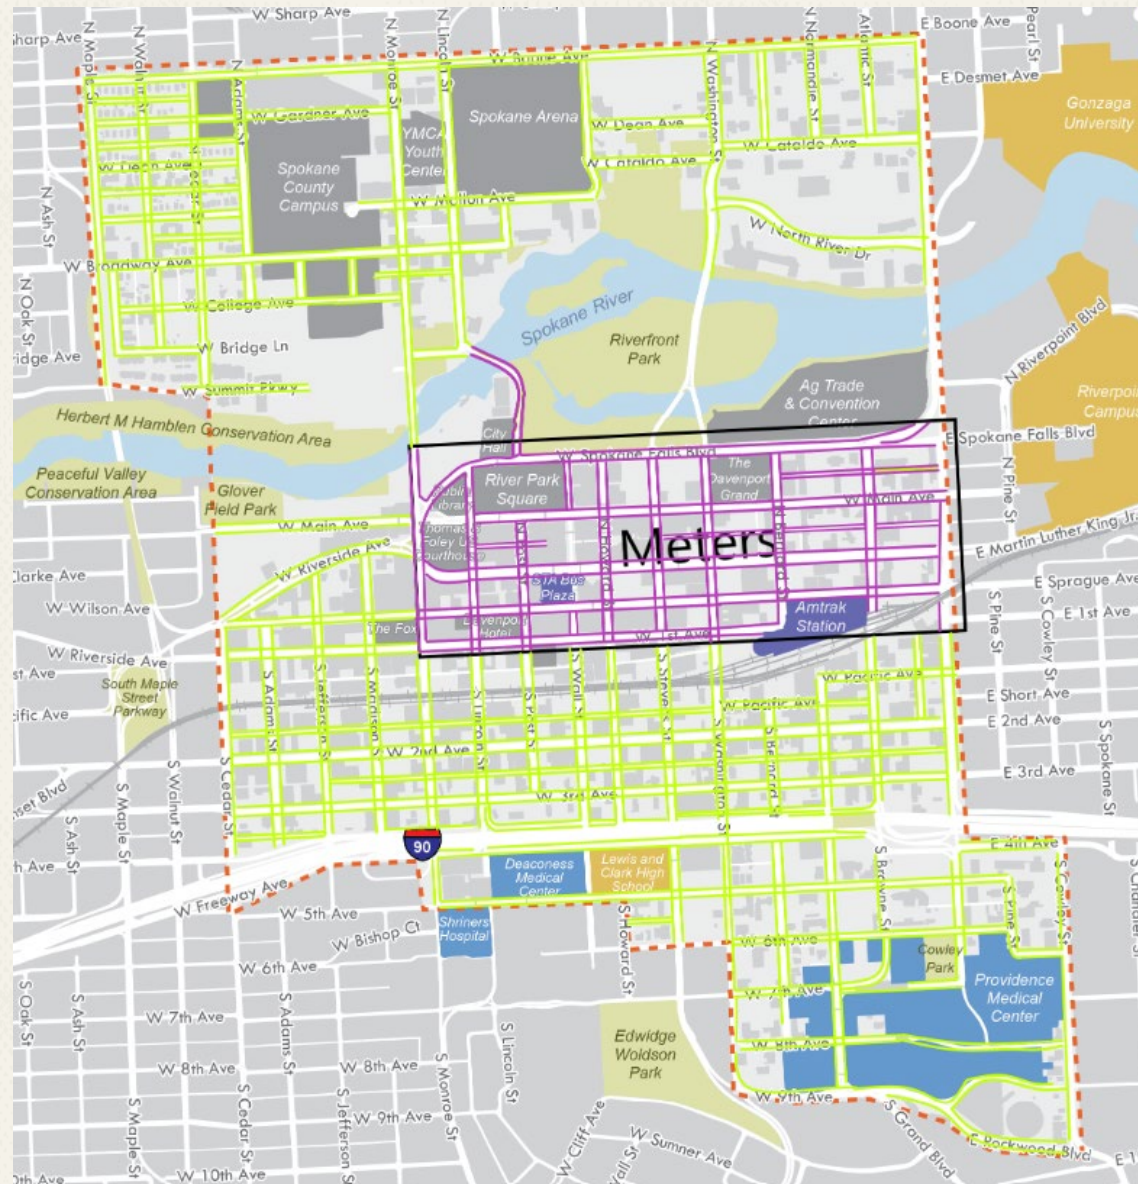 W Sharp Ave
W Sharp Ave
E Boone Ave
Pearl St
N Maple St
N Walnut St
N Adams St
N Monroe St
N Lincoln St
W Boone Ave
N Washington St
N Normandie St
Atlantic St
E Desmet Ave
Gonzaga
University
W Gardner Ave
Spokane Arena
YMCA
Youth
Center
W Dean Ave
W Dean Ave
W Cataldo Ave
W Cataldo Ave
Spokane
County
Campus
W Mallon Ave
N Ash St
W North River Dr
W Broadway Ave
N Oak St
W College Ave
Spokane River
Riverfront
Park
W Bridge Ln
N Riverpoint Blvd
W Summit Pkwy
Ag Trade
& Convention
Center
Herbert M Hamblen Conservation Area
City
Hall
E Spokane Falls Blvd
W Spokane Falls Blvd
Peaceful Valley
Conservation Area
Glover
Field Park
River Park
Square
The
Davenport
Grand
N Pine St
W Main Ave
W Main Ave
Meters
W Riverside Ave
E Martin Luther King Jr
STA Bus
Plaza
Amtrak
Station
W Wilson Ave
E Sprague Ave
E 1st Ave
The Fox
Davenport
Hotel
W 1st Ave
W Riverside Ave
S Pine St
S Cowley St
South Maple
Street
Parkway
S Adams St
S Jefferson St
S Madison St
S Lincoln St
S Post St
S Wall St
W Pacific Ave
W Pacific Ave
E Short Ave
E 2nd Ave
W 2nd Ave
S Washington St
S Bernard St
S Spokane St
E 3rd Ave
W 3rd Ave
S Cedar St
S Maple St
S Walnut St
S Ash St
90
E 4th Ave
Deaconess
Medical
Center
Lewis and
Clark High
School
S Browne St
W Freeway Ave
W 5th Ave
W Bishop Ct
Shriners
Hospital
S Howard St
S Pine St
S Cowley St
W 6th Ave
W 6th Ave
Cowley
Park
Providence
Medical
Center
W 7th Ave
W 7th Ave
S Oak St
S Ash St
S Adams St
S Lincoln St
Edwidge
Woldson
Park
W 8th Ave
W 8th Ave
W 8th Ave
S Maple St
S Cedar St
S Jefferson St
S Monroe St
W 9th Ave
W 9th Ave
W Cliff Ave
W Sumner Ave
S Grand Blvd
E Rockwood Blvd
W 10th Ave